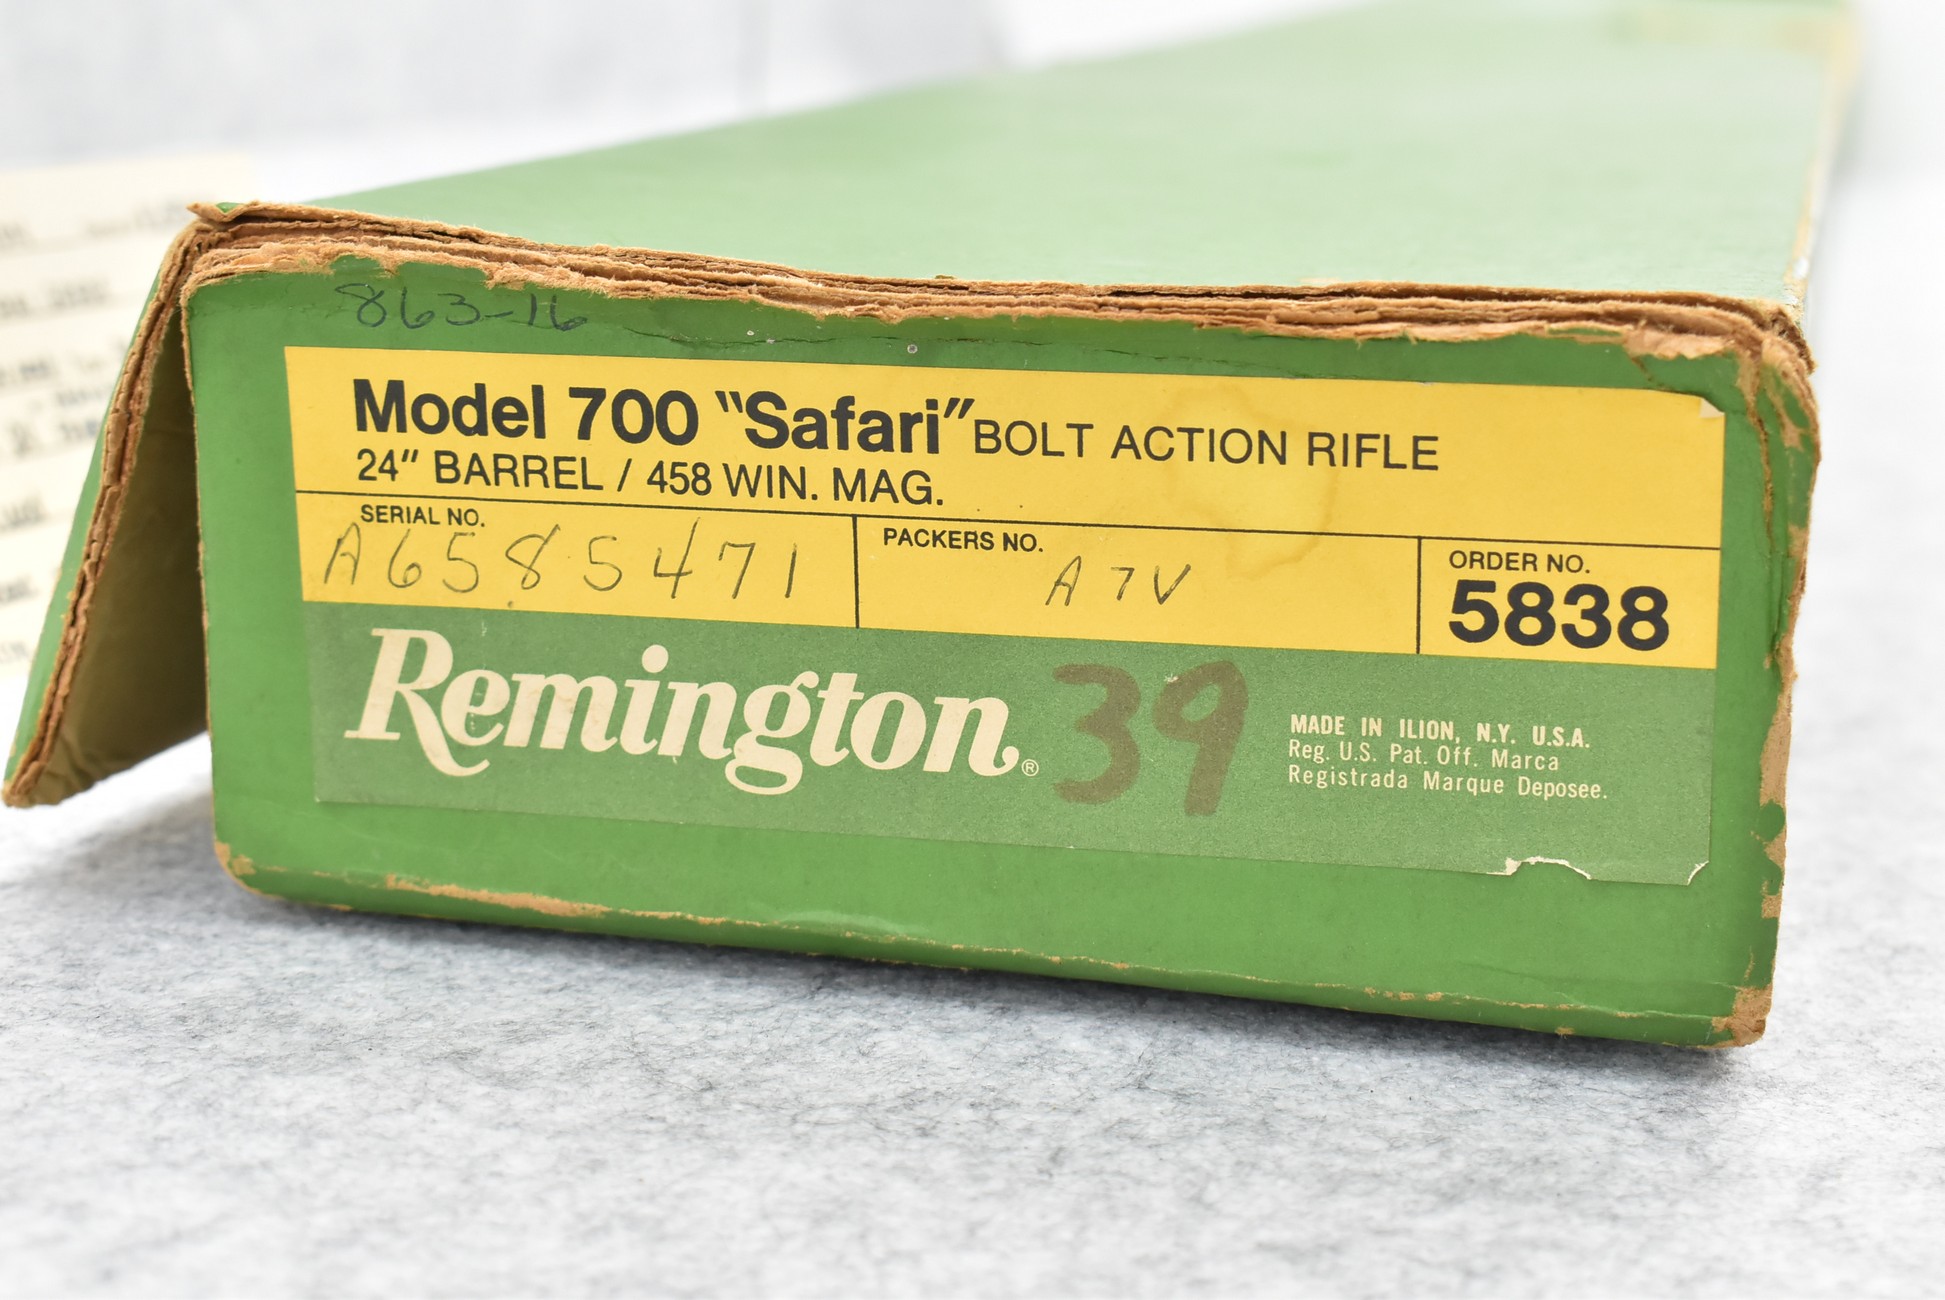 863-16
Model 700 "Safari" BOLT ACTION RIFLE
24" BARREL / 458 WIN. MAG.
SERIAL NO.
A6585471
PACKERS NO.
A7V
ORDER NO.
5838
Remington®
39
MADE IN ILION, N.Y. U.S.A.
Reg. U.S. Pat. Off. Marca
Registrada Marque Deposee.